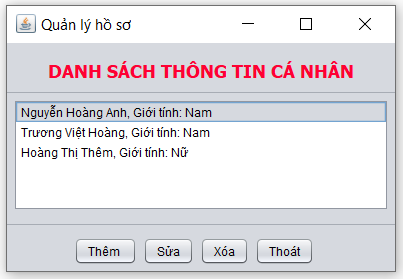 Quản lý hồ sơ
DANH SÁCH THÔNG TIN CÁ NHÂN
Nguyễn Hoàng Anh, Giới tính: Nam
Trương Việt Hoàng, Giới tính: Nam
Hoàng Thị Thêm, Giới tính: Nữ
Thêm Sửa Xóa Thoát